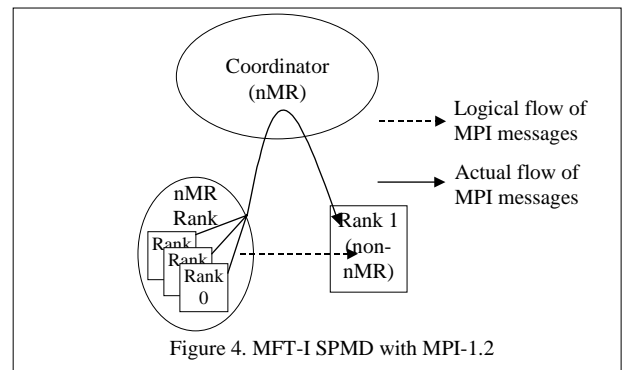 Coordinator
(nMR)
Logical flow of
MPI messages
Actual flow of
MPI messages
nMR
Rank
Rank
Rank
Rank
0
Rank 1
(non-
nMR)
Figure 4. MFT-I SPMD with MPI-1.2